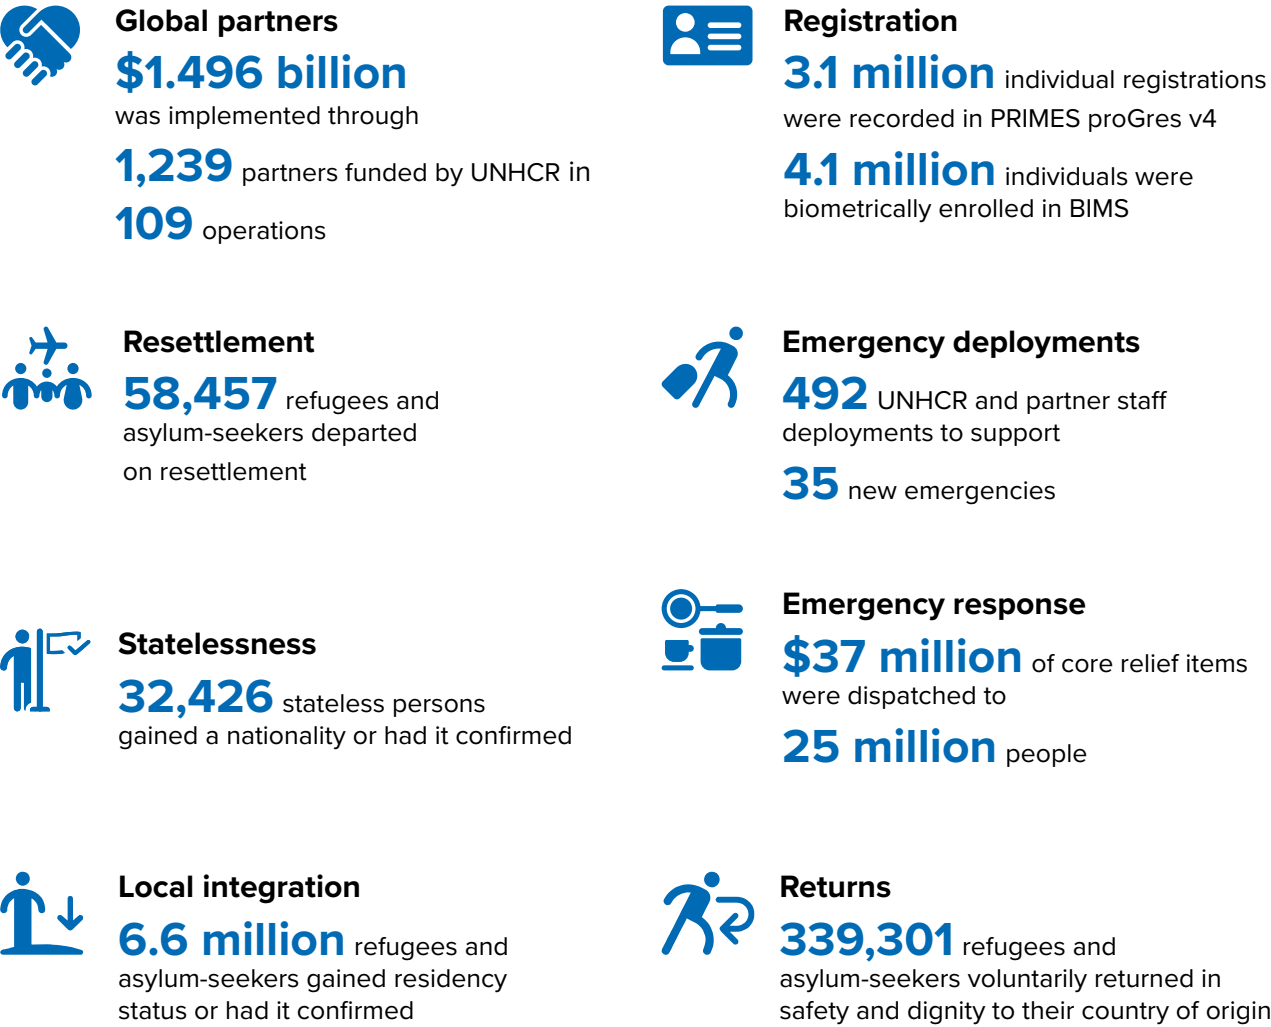 Global partners
$1.496 billion
was implemented through
1,239 partners funded by UNHCR in
109 operations
Registration
3.1 million individual registrations
were recorded in PRIMES proGres v4
4.1 million individuals were
biometrically enrolled in BIMS
Resettlement
58,457 refugees and
asylum-seekers departed
on resettlement
Emergency deployments
492 UNHCR and partner staff
deployments to support
35 new emergencies
Statelessness
32,426 stateless persons
gained a nationality or had it confirmed
Emergency response
$37 million of core relief items
were dispatched to
25 million people
Local integration
6.6 million refugees and
asylum-seekers gained residency
status or had it confirmed
Returns
339,301 refugees and
asylum-seekers voluntarily returned in
safety and dignity to their country of origin